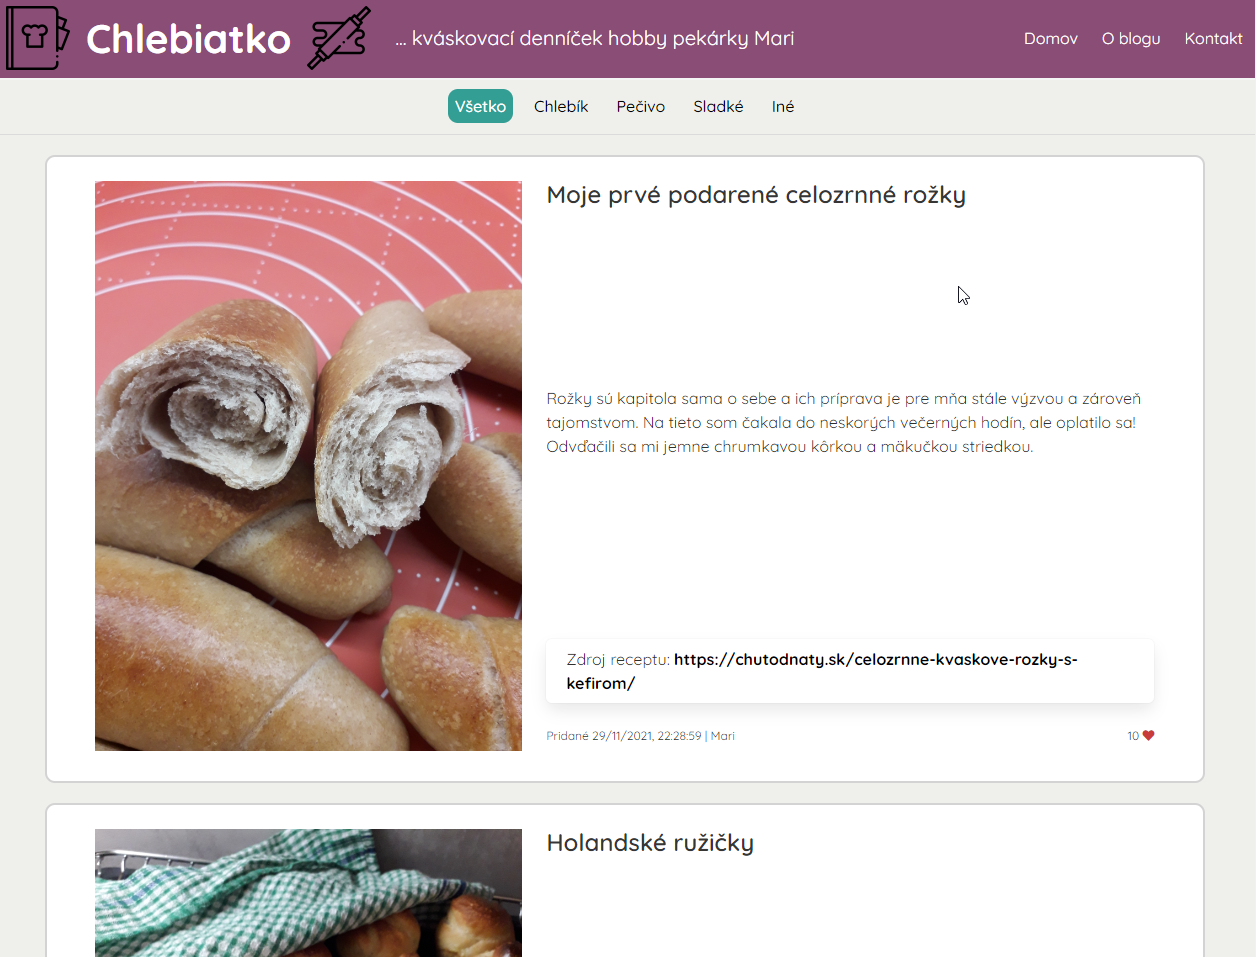 Chlebiatko
... kváskovací denníček hobby pekárky Mari
Domov O blogu Kontakt
Všetko Chlebík Pečivo Sladké Iné
Moje prvé podarené celozrnné rožky
Rožky sú kapitola sama o sebe a ich príprava je pre mňa stále výzvou a zároveň
tajomstvom. Na tieto som čakala do neskorých večerných hodín, ale oplatilo sa!
Odvďačili sa mi jemne chrumkavou kôrkou a mäkučkou striedkou.
Zdroj receptu: https://chutodnaty.sk/celozrnne-kvaskove-rozky-s-
kefirom/
Pridané 29/11/2021, 22:28:59 | Mari
10
Holandské ružičky